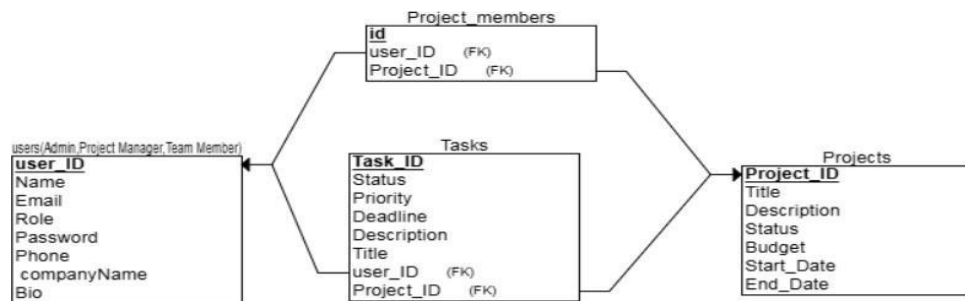 Project_members
id
user_ID (FK)
Project_ID (FK)
users(Admin,Project Manager,Team Member)
user_ID
Name
Email
Role
Password
Phone
companyName
Bio
Tasks
Task_ID
Status
Priority
Deadline
Description
Title
user_ID (FK)
Project_ID (FK)
Projects
Project_ID
Title
Description
Status
Budget
Start_Date
End_Date